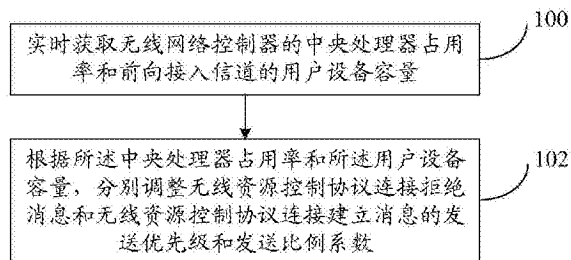 实时获取无线网络控制器的中央处理器占用
率和前向接入信道的用户设备容量
100
根据所述中央处理器占用率和所述用户设备
容量，分别调整无线资源控制协议连接拒绝
消息和无线资源控制协议连接建立消息的发
送优先级和发送比例系数
102